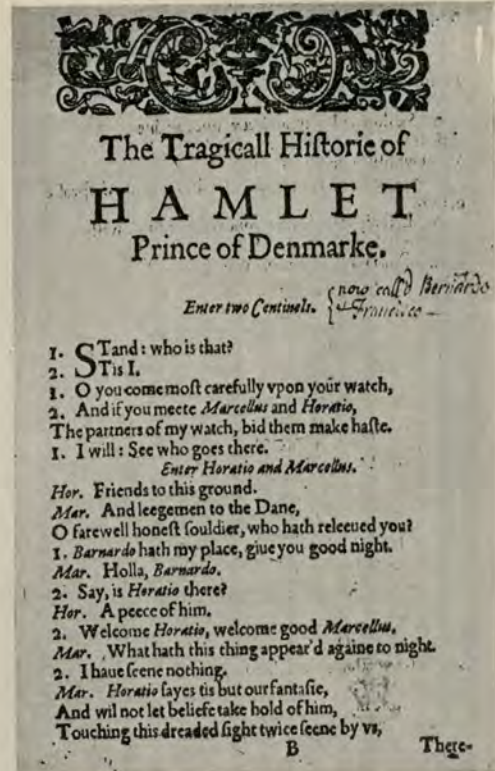 The Tragicall Hiſtorie of
HAMLET
Prince of Denmarke.
Enter two Centinels. {now call'd Bernardo
& Francisco—
1. STand: who is that?
2. Tis I.
1. O you come moſt carefully vpon your watch,
2. And if you meete Marcellus and Horatio,
The partners of my watch, bid them make haſte.
1. I will: See who goes there.
Enter Horatio and Marcellus.
Hor. Friends to this ground.
Mar. And leegemen to the Dane,
O farewell honeſt ſouldier, who hath releeued you?
1. Barnardo hath my place, giue you good night.
Mar. Holla, Barnardo.
2. Say, is Horatio there?
Hor. A peece of him.
2. Welcome Horatio, welcome good Marcellus,
Mar. What hath this thing appear'd againe to night.
2. I haue ſeene nothing.
Mar. Horatio ſayes tis but our fantaſie,
And wil not let beliefe take hold of him,
Touching this dreaded ſight twice ſeene by vs,
B There-